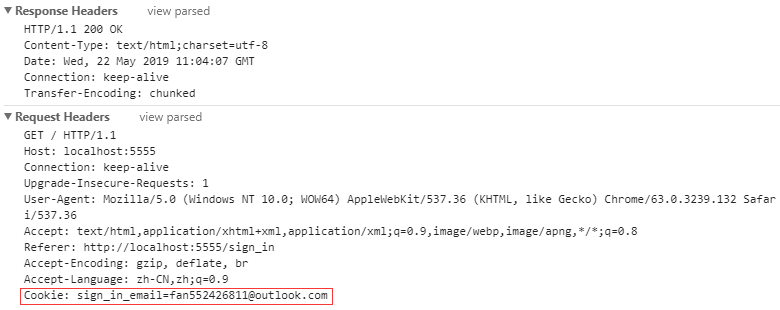 Response Headers view parsed
HTTP/1.1 200 OK
Content-Type: text/html;charset=utf-8
Date: Wed, 22 May 2019 11:04:07 GMT
Connection: keep-alive
Transfer-Encoding: chunked
Request Headers view parsed
GET / HTTP/1.1
Host: localhost:5555
Connection: keep-alive
Upgrade-Insecure-Requests: 1
User-Agent: Mozilla/5.0 (Windows NT 10.0; WOW64) AppleWebKit/537.36 (KHTML, like Gecko) Chrome/63.0.3239.132 Safar
i/537.36
Accept: text/html,application/xhtml+xml,application/xml;q=0.9,image/webp,image/apng,*/*;q=0.8
Referer: http://localhost:5555/sign_in
Accept-Encoding: gzip, deflate, br
Accept-Language: zh-CN,zh;q=0.9
Cookie: sign_in_email=fan552426811@outlook.com